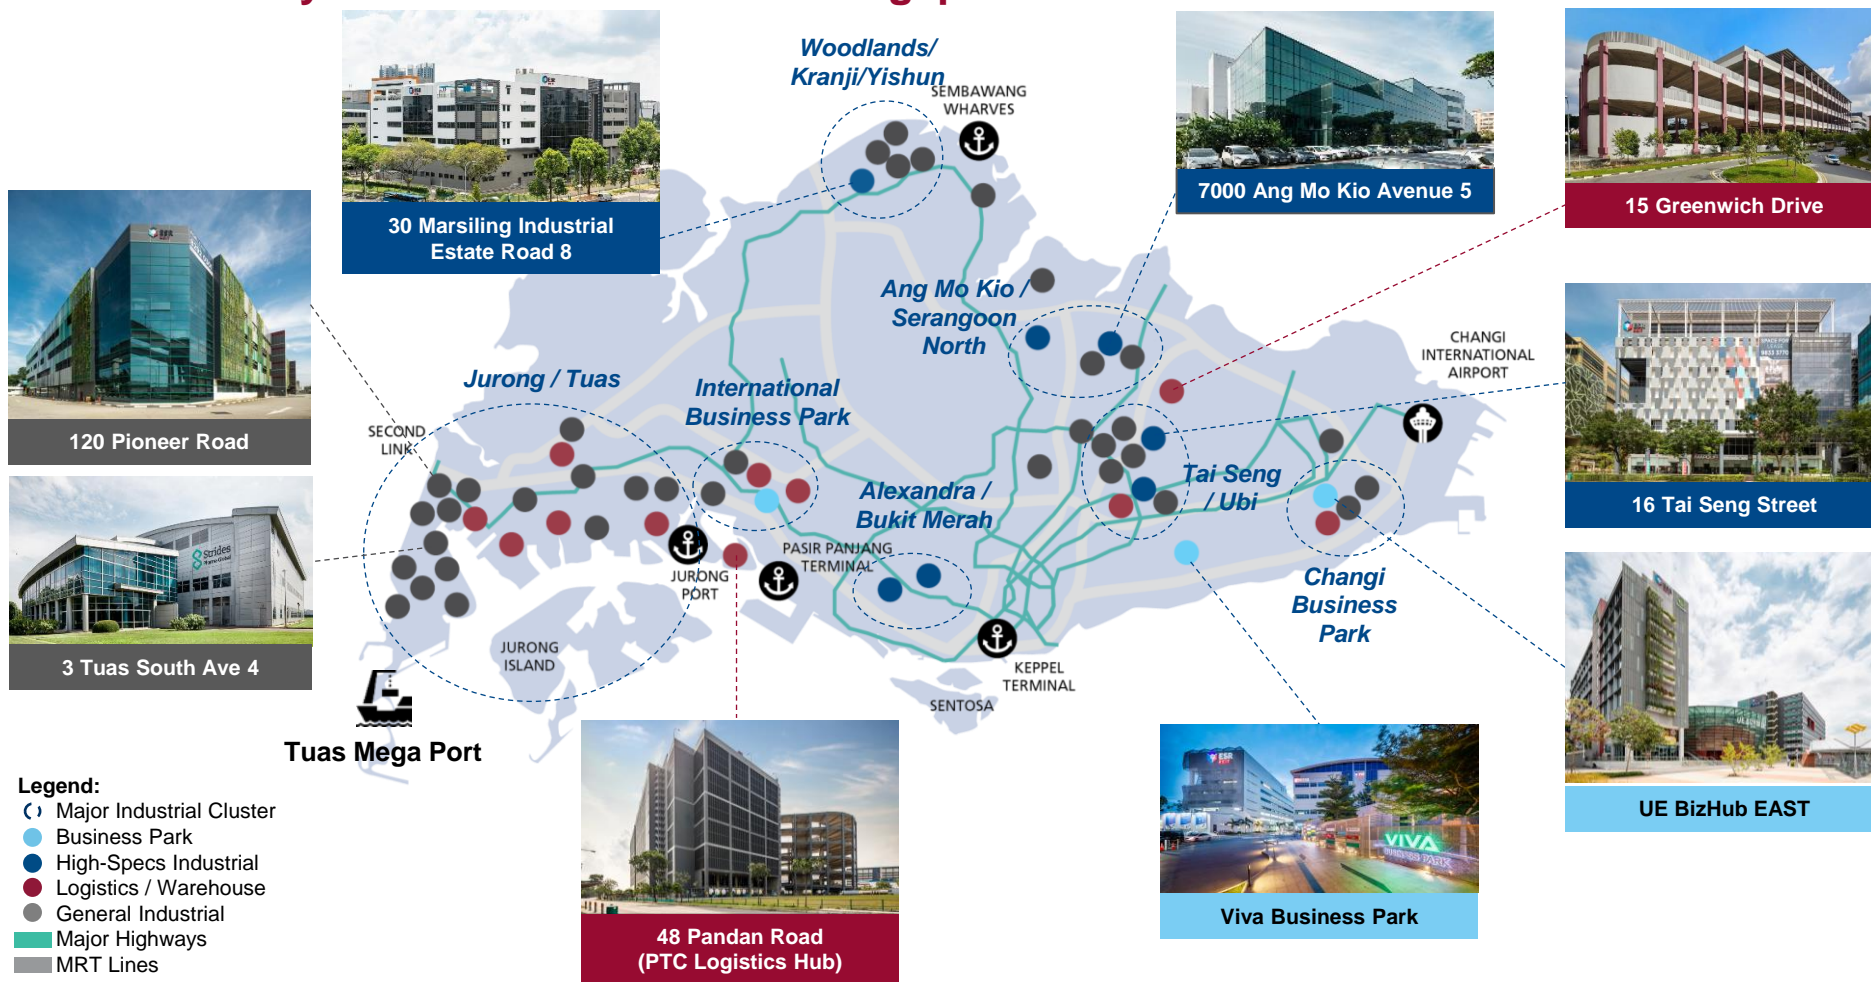 Woodlands/
Kranji/Yishun
SEMBAWANG
WHARVES
30 Marsiling Industrial
Estate Road 8
7000 Ang Mo Kio Avenue 5
15 Greenwich Drive
120 Pioneer Road
Ang Mo Kio /
Serangoon
North
CHANGI
INTERNATIONAL
AIRPORT
Jurong / Tuas
International
Business Park
SECOND
LINK
Strides
3 Tuas South Ave 4
Alexandra /
Bukit Merah
Tai Seng
/ Ubi
16 Tai Seng Street
PASIR PANJANG
TERMINAL
JURONG
PORT
Changi
Business
Park
JURONG
ISLAND
KEPPEL
TERMINAL
SENTOSA
Tuas Mega Port
ESR
VIVA
BUSINESS PARK
UE BizHub EAST
Viva Business Park
48 Pandan Road
(PTC Logistics Hub)
Legend:
Major Industrial Cluster
Business Park
High-Specs Industrial
Logistics / Warehouse
General Industrial
Major Highways
MRT Lines